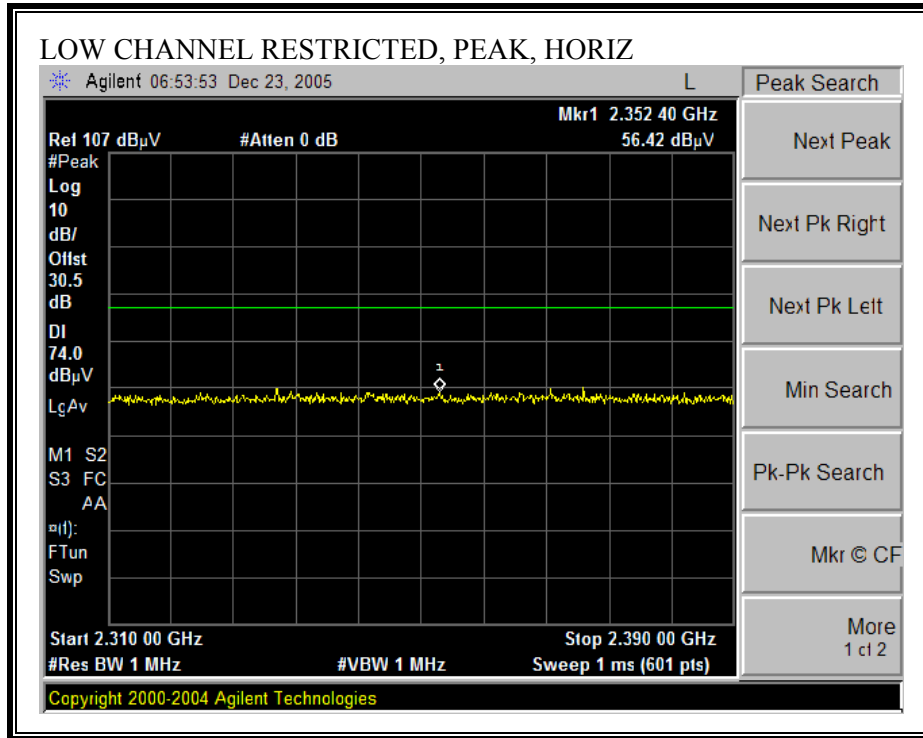 LOW CHANNEL RESTRICTED, PEAK, HORIZ
Agilent 06:53:53 Dec 23, 2005 L
Peak Search
Mkr1 2.352 40 GHz
Ref 107 dBµV #Atten 0 dB 56.42 dBµV
#Peak
Log
10
dB/
Offst
30.5
dB
DI
74.0
dBµV
LgAv
M1 S2
S3 FC
AA
¤(f):
FTun
Swp
1
Start 2.310 00 GHz Stop 2.390 00 GHz
#Res BW 1 MHz #VBW 1 MHz Sweep 1 ms (601 pts)
Copyright 2000-2004 Agilent Technologies
Next Peak
Next Pk Right
Next Pk Left
Min Search
Pk-Pk Search
Mkr © CF
More
1 of 2